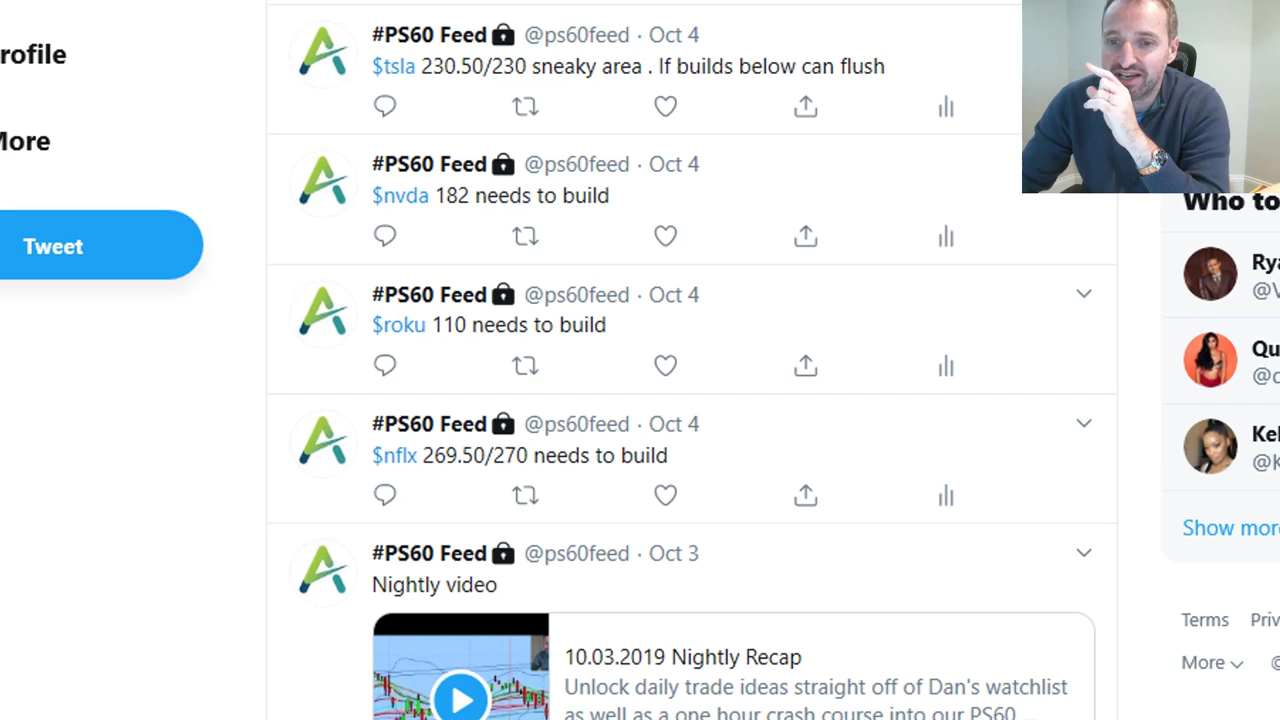 rofile
More
Tweet
#PS60 Feed @ps60feed · Oct 4
$tsla 230.50/230 sneaky area . If builds below can flush
#PS60 Feed @ps60feed · Oct 4
$nvda 182 needs to build
#PS60 Feed @ps60feed · Oct 4
$roku 110 needs to build
#PS60 Feed @ps60feed · Oct 4
$nflx 269.50/270 needs to build
#PS60 Feed @ps60feed · Oct 3
Nightly video
10.03.2019 Nightly Recap
Unlock daily trade ideas straight off of Dan's watchlist
as well as a one hour crash course into our PS60 ...
Who to
Rya
@V
Qu
@c
Kel
@K
Show more
Terms Priv
More